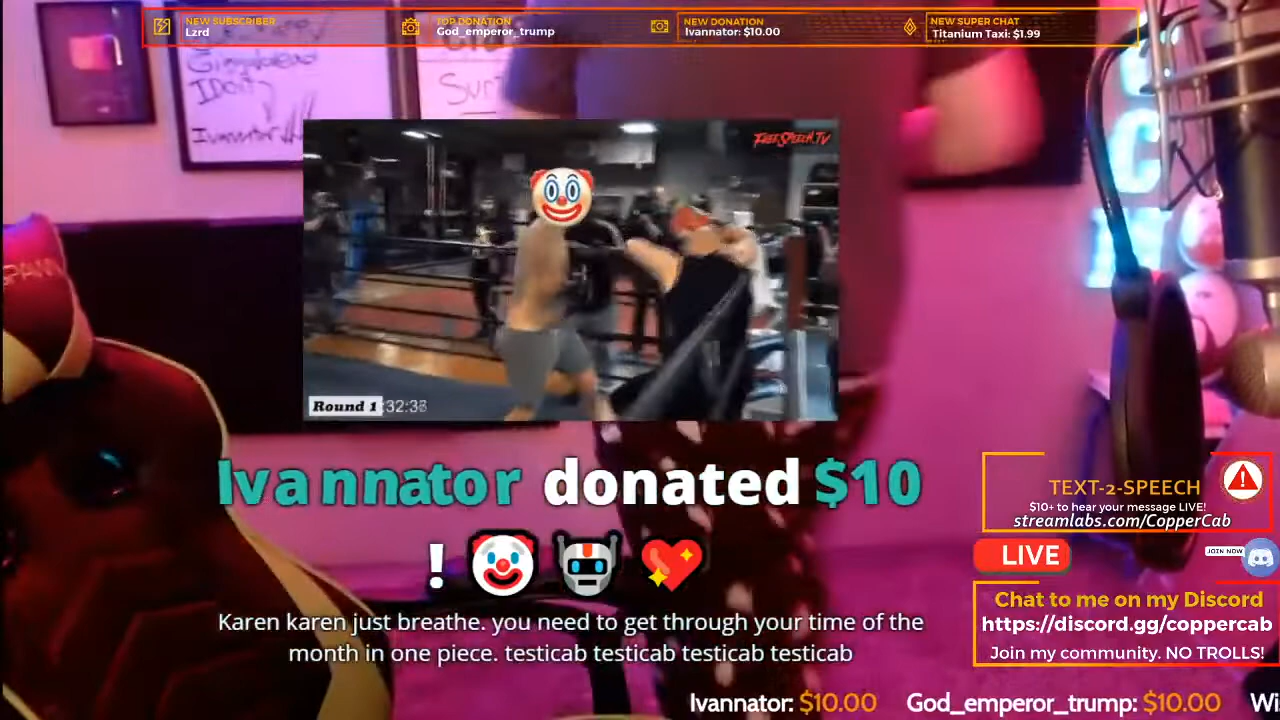 NEW SUBSCRIBER
Lzrd
TOP DONATION
God_emperor_trump
NEW DONATION
Ivannator: $10.00
NEW SUPER CHAT
Titanium Taxi: $1.99
Ivannator
FREESPEECH.TV
Round 1
:32:38
Ivannator donated $10
!
Karen karen just breathe. you need to get through your time of the
month in one piece. testicab testicab testicab testicab
TEXT-2-SPEECH
$10+ to hear your message LIVE!
streamlabs.com/CopperCab
LIVE
JOIN NOW
Chat to me on my Discord
https://discord.gg/coppercab
Join my community. NO TROLLS!
Ivannator: $10.00 God_emperor_trump: $10.00 Wi